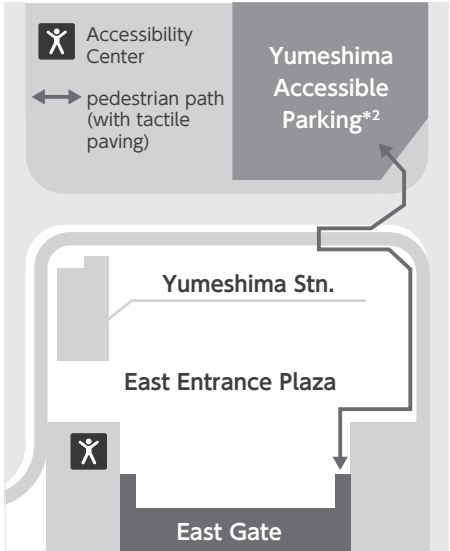 Accessibility
Center
pedestrian path
(with tactile
paving)
Yumeshima
Accessible
Parking*2
Yumeshima Stn.
East Entrance Plaza
East Gate